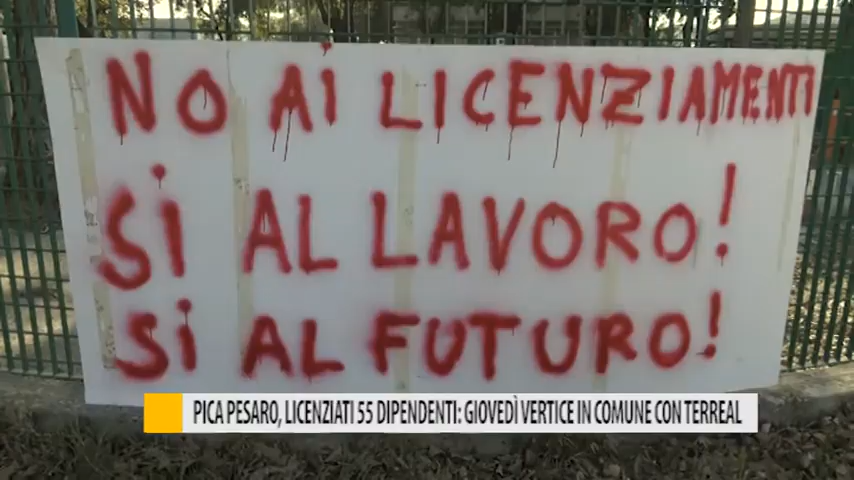 NO Ai LICENZIAMENTI
Si AL LAVORO!
Si AL FUTURO!
PICA PESARO, LICENZIATI 55 DIPENDENTI: GIOVEDÌ VERTICE IN COMUNE CON TERREAL